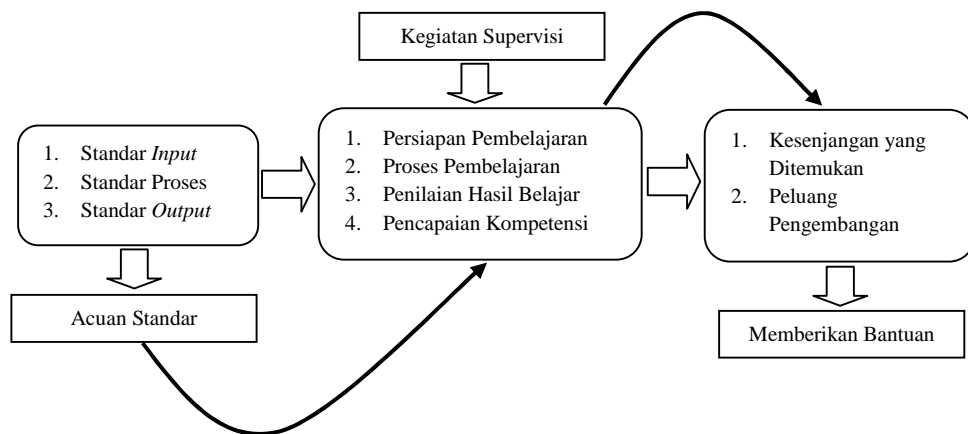 Kegiatan Supervisi
1. Standar Input
2. Standar Proses
3. Standar Output
1. Persiapan Pembelajaran
2. Proses Pembelajaran
3. Penilaian Hasil Belajar
4. Pencapaian Kompetensi
1. Kesenjangan yang
Ditemukan
2. Peluang
Pengembangan
Acuan Standar
Memberikan Bantuan